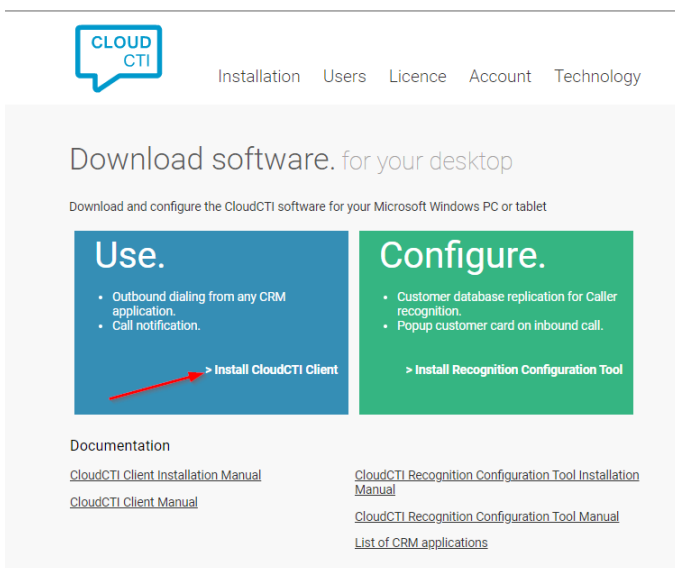 CLOUD
CTI
Installation Users Licence Account Technology
Download software. for your desktop
Download and configure the CloudCTI software for your Microsoft Windows PC or tablet
Use.
• Outbound dialing from any CRM
application.
• Call notification.
> Install CloudCTI Client
Configure.
• Customer database replication for Caller
recognition.
• Popup customer card on inbound call.
> Install Recognition Configuration Tool
Documentation
CloudCTI Client Installation Manual
CloudCTI Client Manual
CloudCTI Recognition Configuration Tool Installation
Manual
CloudCTI Recognition Configuration Tool Manual
List of CRM applications